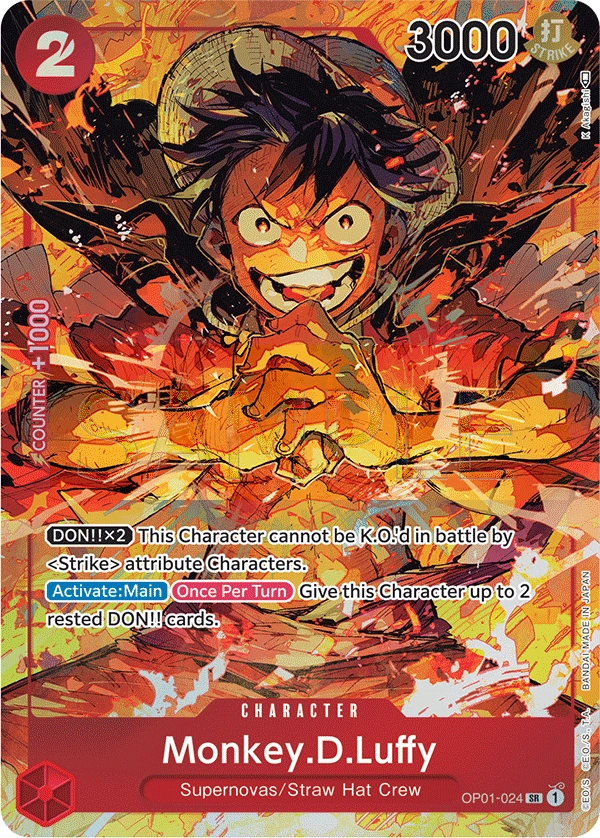 2
3000
打
STRIKE
K Akagishi
COUNTER +1000
SAMPLE
DON!!×2 This Character cannot be K.O.'d in battle by
<Strike> attribute Characters.
Activate:Main Once Per Turn Give this Character up to 2
rested DON!! cards.
©E.O./S. ©E.O./S.,T.A. BANDAI MADE IN JAPAN
CHARACTER
Monkey.D.Luffy
Supernovas/Straw Hat Crew
OP01-024 SR 1